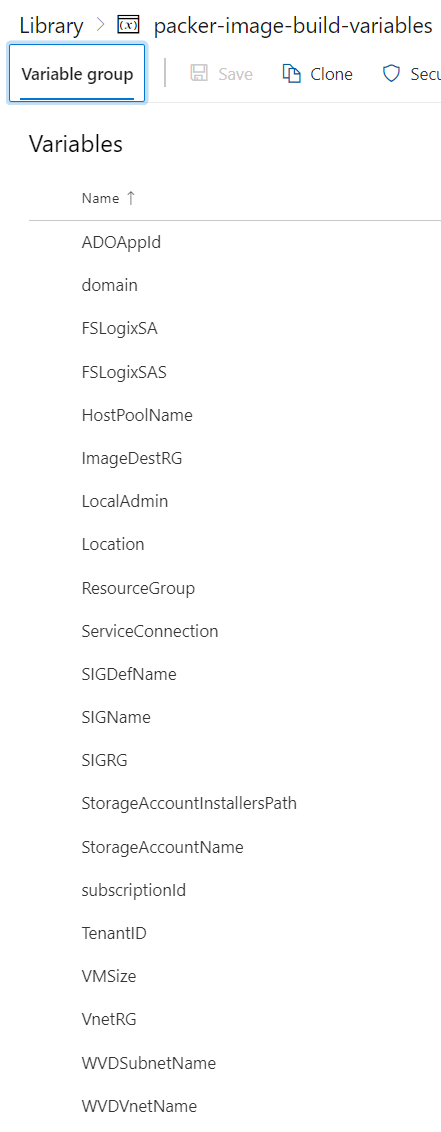 Library > packer-image-build-variables
Variable group Save Clone Secu
Variables
Name ↑
ADOAppId
domain
FSLogixSA
FSLogixSAS
HostPoolName
ImageDestRG
LocalAdmin
Location
ResourceGroup
ServiceConnection
SIGDefName
SIGName
SIGRG
StorageAccountInstallersPath
StorageAccountName
subscriptionId
TenantID
VMSize
VnetRG
WVDSubnetName
WVDVnetName